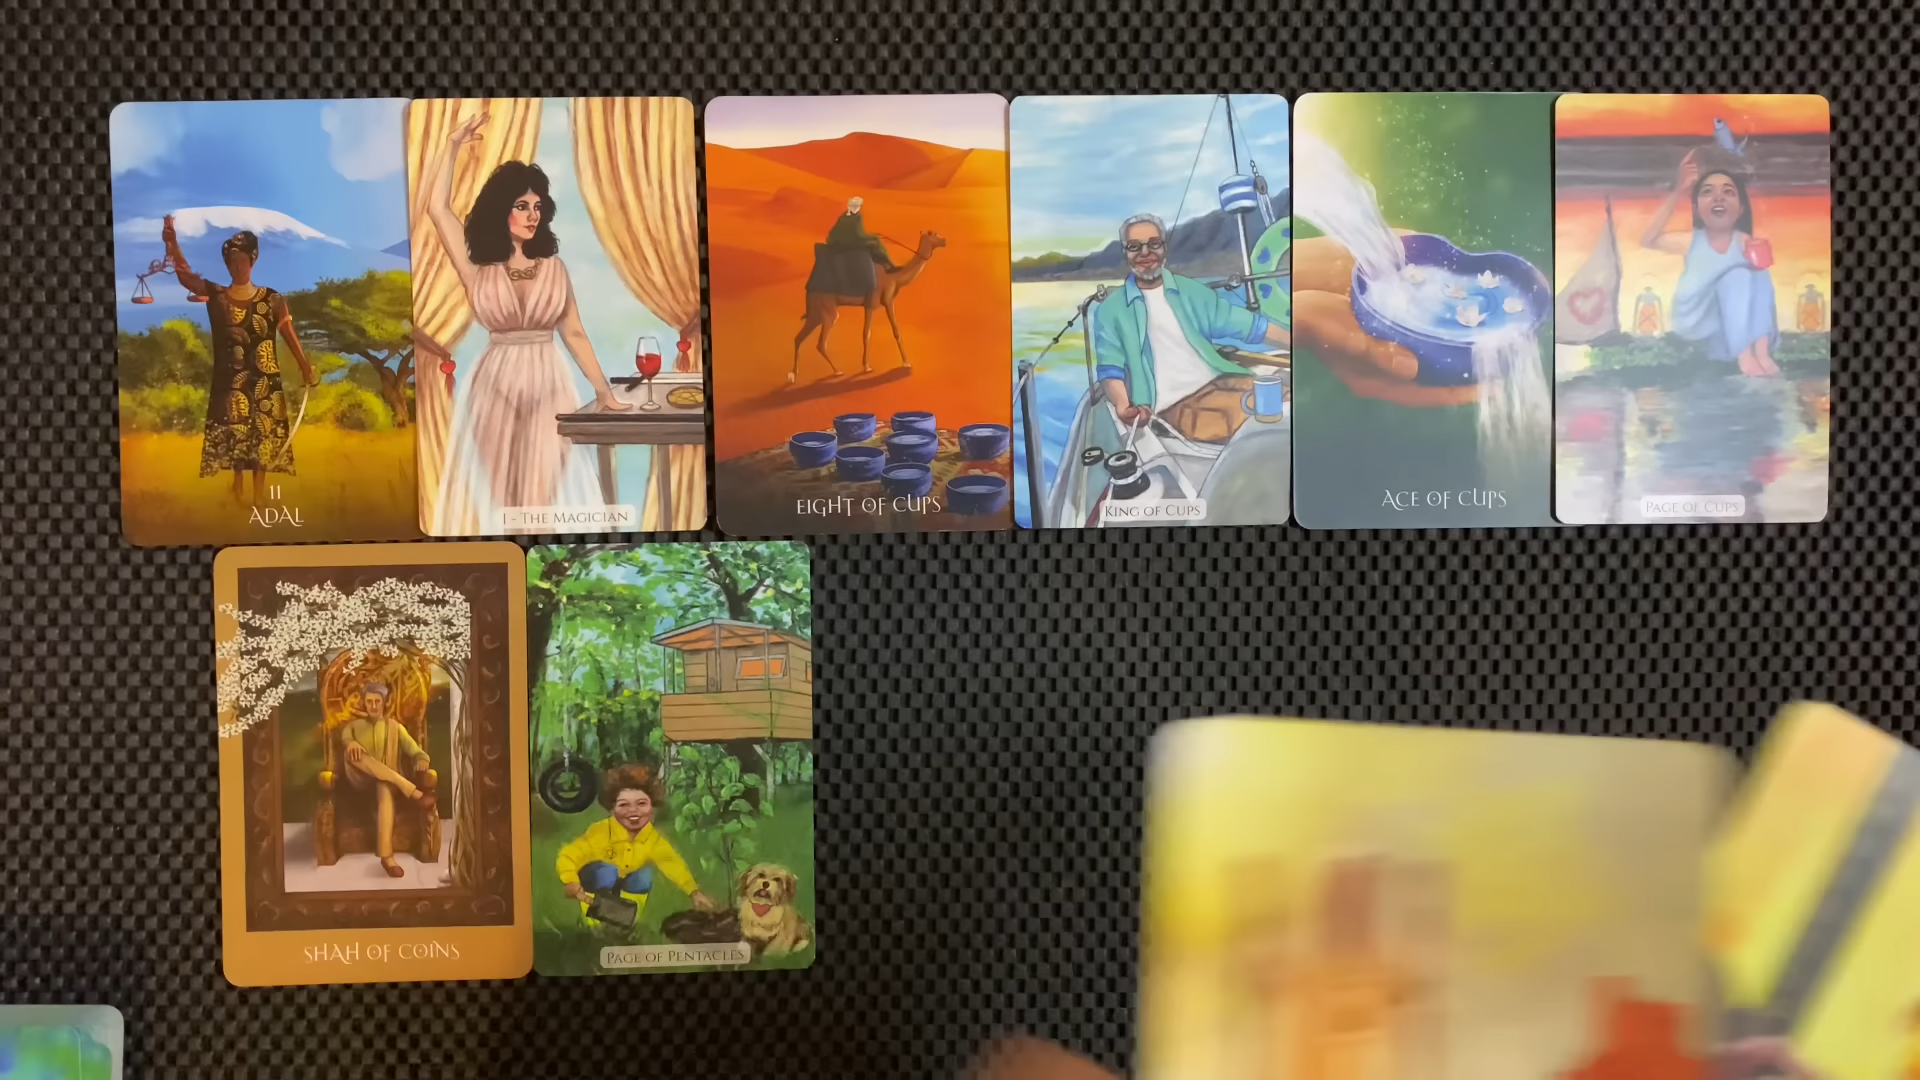 11
ADAL
I - THE MAGICIAN
EIGHT OF CUPS
KING OF CUPS
ACE OF CUPS
PAGE OF CUPS
SHAH OF COINS
PAGE OF PENTACLES